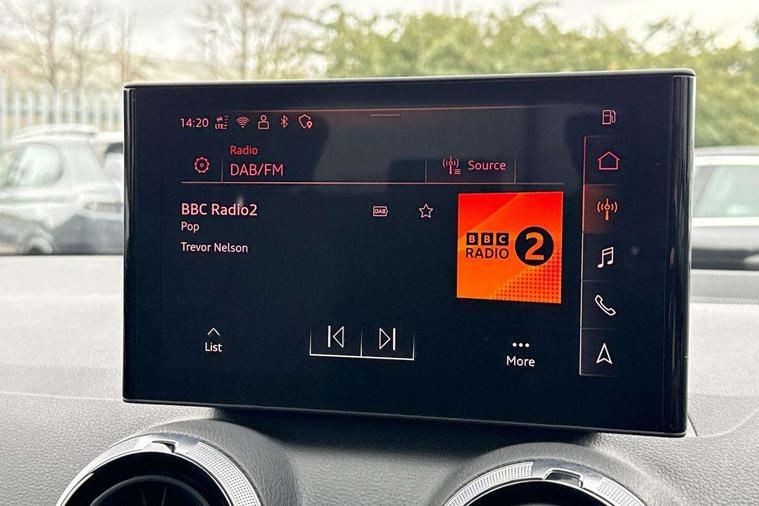 14:20 LTE
Radio
DAB/FM
Source
BBC Radio2
DAB
Pop
Trevor Nelson
BBC
RADIO
2
List
More